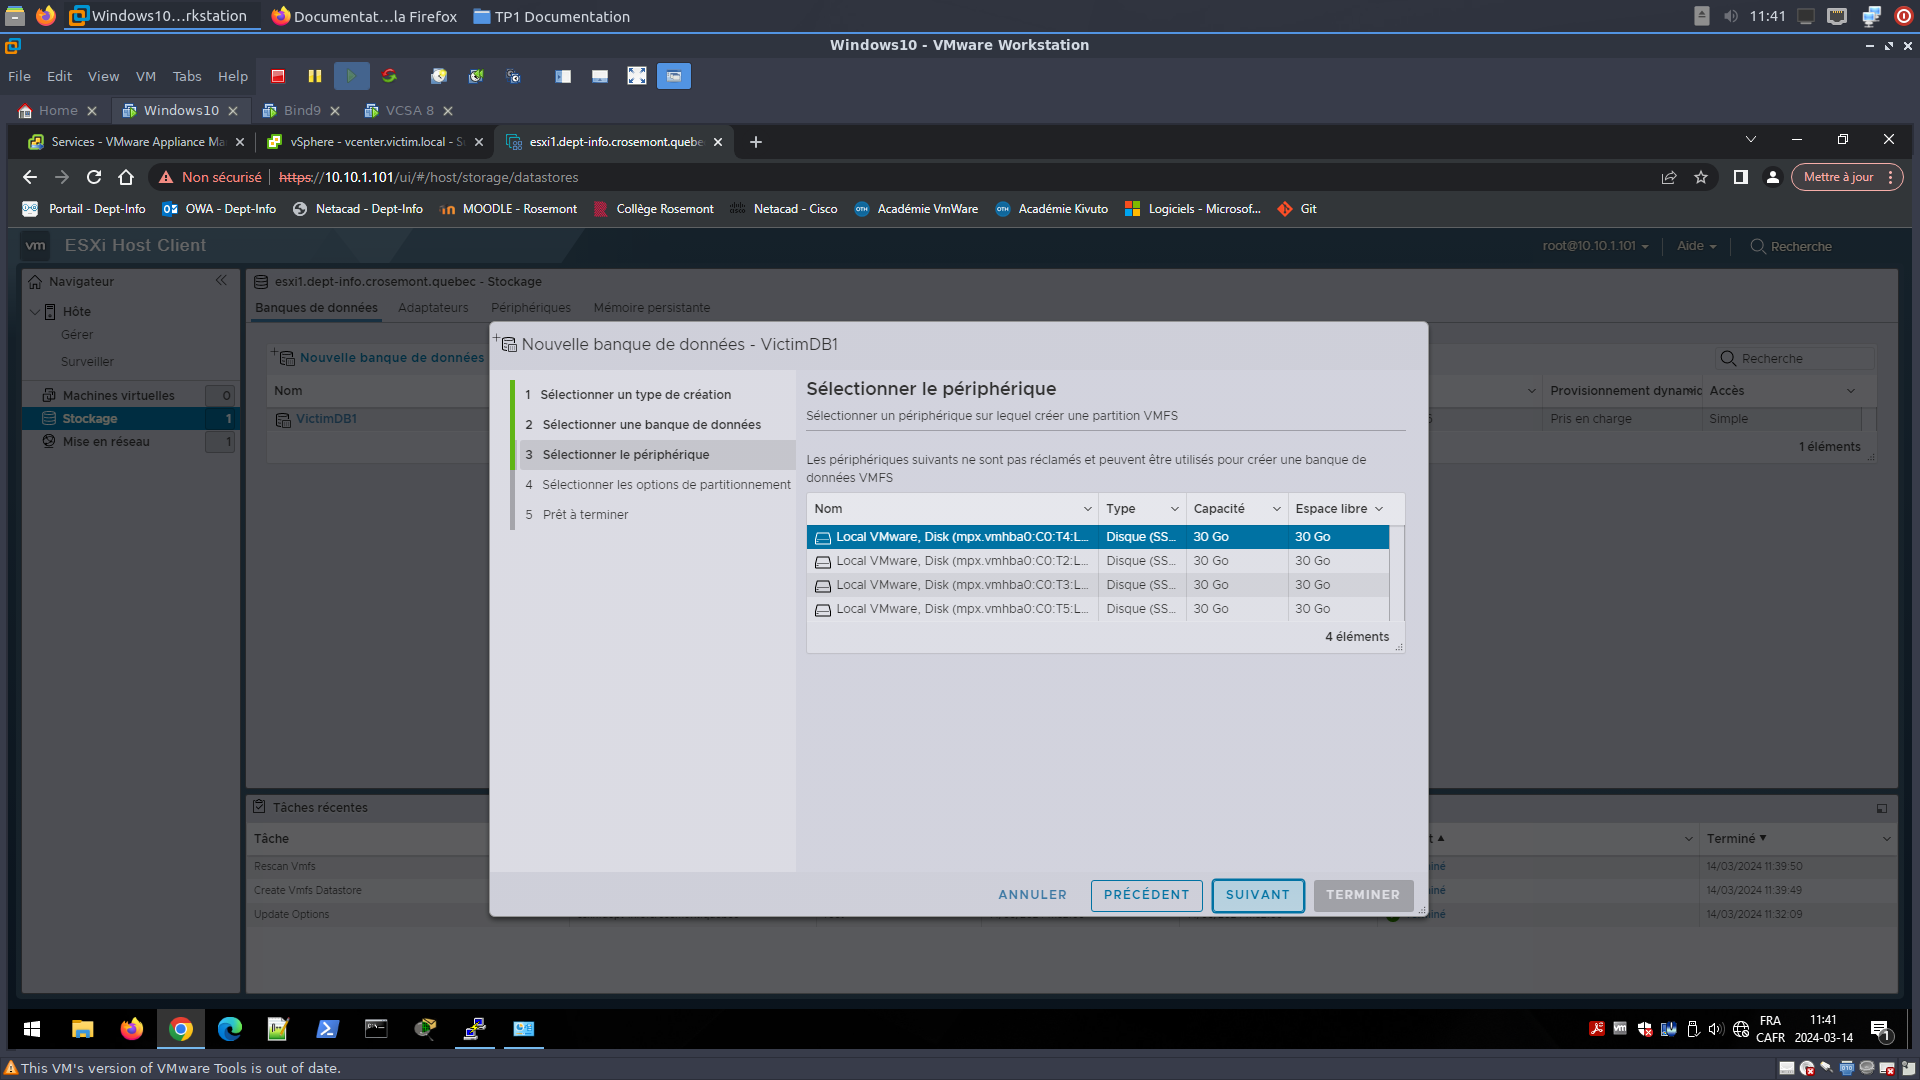 Windows10...rkstation
Documentat...la Firefox
TP1 Documentation
11:41
Windows10 - VMware Workstation
File Edit View VM Tabs Help
Home
Windows10
Bind9
VCSA 8
Services - VMware Appliance Ma
vSphere - vcenter.victim.local - S
esxi1.dept-info.crosemont.quebe
Non sécurisé https://10.10.1.101/ui/#/host/storage/datastores
Mettre à jour
Portail - Dept-Info
OWA - Dept-Info
Netacad - Dept-Info
MOODLE - Rosemont
Collège Rosemont
Netacad - Cisco
Académie VmWare
Académie Kivuto
Logiciels - Microsof...
Git
vm ESXi Host Client
root@10.10.1.101
Aide
Recherche
Navigateur
esxi1.dept-info.crosemont.quebec - Stockage
Hôte
Gérer
Surveiller
Machines virtuelles 0
Stockage 1
Mise en réseau 1
Banques de données Adaptateurs Périphériques Mémoire persistante
Nouvelle banque de données
Recherche
Nom
Provisionnement dynamic
Accès
VictimDB1
Pris en charge
Simple
1 éléments
Nouvelle banque de données - VictimDB1
1 Sélectionner un type de création
2 Sélectionner une banque de données
3 Sélectionner le périphérique
4 Sélectionner les options de partitionnement
5 Prêt à terminer
Sélectionner le périphérique
Sélectionner un périphérique sur lequel créer une partition VMFS
Les périphériques suivants ne sont pas réclamés et peuvent être utilisés pour créer une banque de
données VMFS
Nom Type Capacité Espace libre
Local VMware, Disk (mpx.vmhba0:C0:T4:L... Disque (SS... 30 Go 30 Go
Local VMware, Disk (mpx.vmhba0:C0:T2:L... Disque (SS... 30 Go 30 Go
Local VMware, Disk (mpx.vmhba0:C0:T3:L... Disque (SS... 30 Go 30 Go
Local VMware, Disk (mpx.vmhba0:C0:T5:L... Disque (SS... 30 Go 30 Go
4 éléments
ANNULER PRÉCÉDENT SUIVANT TERMINER
Tâches récentes
Tâche
Terminé
Rescan Vmfs
14/03/2024 11:39:50
Create Vmfs Datastore
14/03/2024 11:39:49
Update Options
14/03/2024 11:32:09
FRA
CAFR
11:41
2024-03-14
1
This VM's version of VMware Tools is out of date.